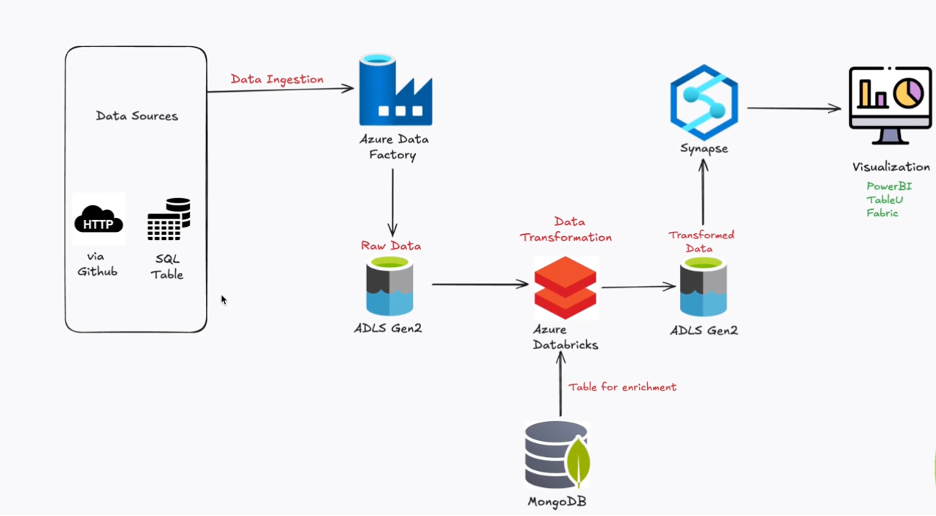 Data Sources
HTTP
via
Github
SQL
Table
Data Ingestion
Azure Data
Factory
Raw Data
ADLS Gen2
Data
Transformation
Azure
Databricks
Table for enrichment
MongoDB
Transformed
Data
ADLS Gen2
Synapse
Visualization
PowerBI
TableU
Fabric